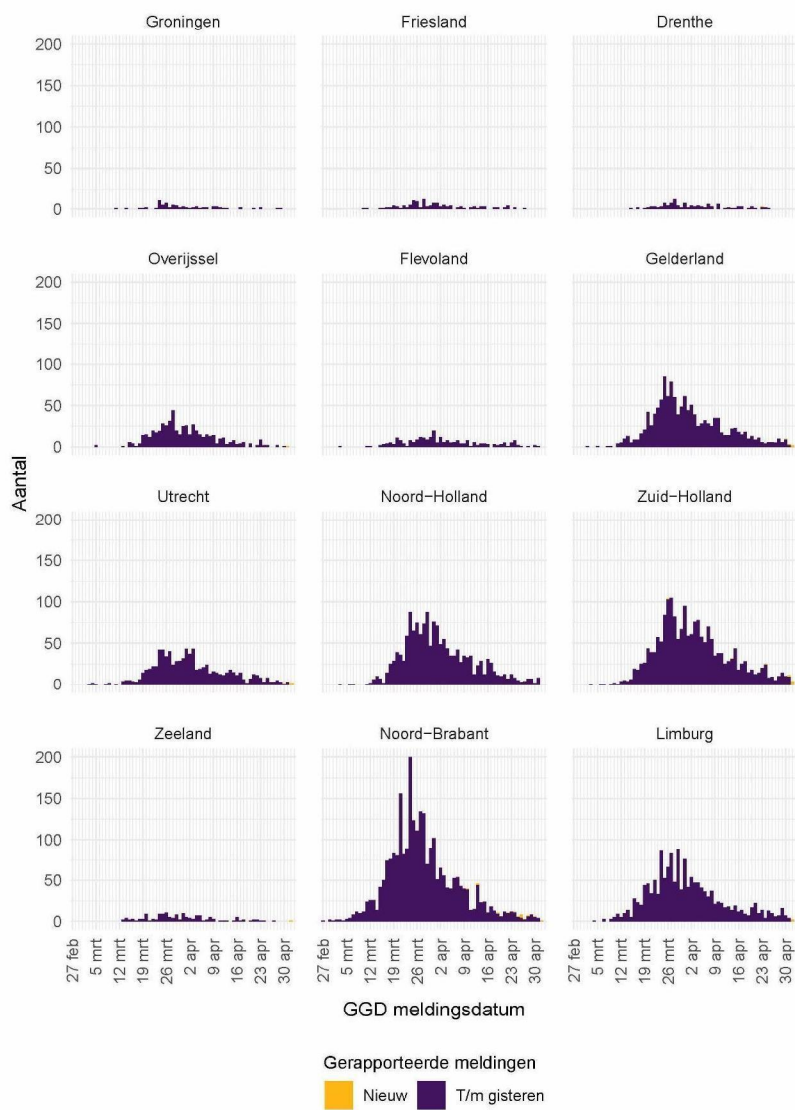 Groningen Friesland Drenthe
200
150
100
50
0
Overijssel Flevoland Gelderland
200
150
100
50
0
Aantal
Utrecht Noord−Holland Zuid−Holland
200
150
100
50
0
Zeeland Noord−Brabant Limburg
200
150
100
50
0
27 feb 5 mrt 12 mrt 19 mrt 26 mrt 2 apr 9 apr 16 apr 23 apr 30 apr 27 feb 5 mrt 12 mrt 19 mrt 26 mrt 2 apr 9 apr 16 apr 23 apr 30 apr 27 feb 5 mrt 12 mrt 19 mrt 26 mrt 2 apr 9 apr 16 apr 23 apr 30 apr
GGD meldingsdatum
Gerapporteerde meldingen
Nieuw T/m gisteren